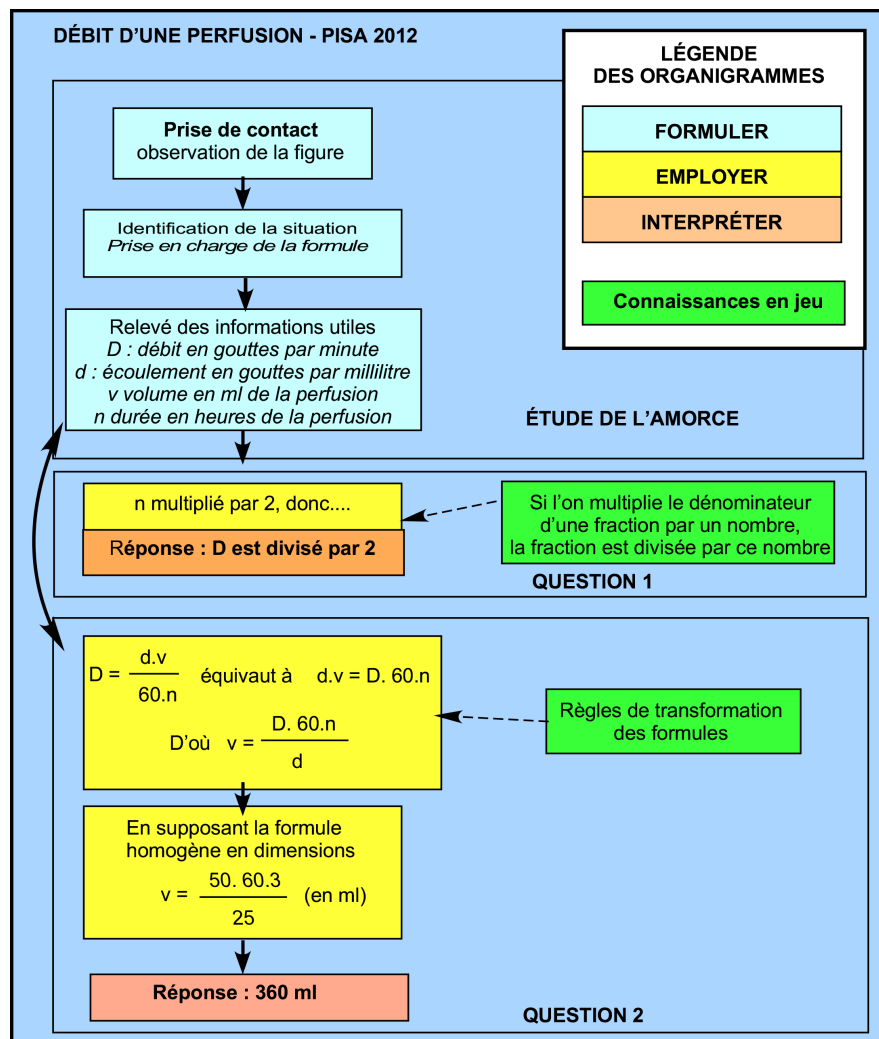 DÉBIT D'UNE PERFUSION - PISA 2012
LÉGENDE
DES ORGANIGRAMMES
FORMULER
EMPLOYER
INTERPRÉTER
Connaissances en jeu
Prise de contact
observation de la figure
Identification de la situation
Prise en charge de la formule
Relevé des informations utiles
D : débit en gouttes par minute
d : écoulement en gouttes par millilitre
v volume en ml de la perfusion
n durée en heures de la perfusion
ÉTUDE DE L'AMORCE
n multiplié par 2, donc....
Réponse : D est divisé par 2
Si l'on multiplie le dénominateur
d'une fraction par un nombre,
la fraction est divisée par ce nombre
QUESTION 1
D = d.v / 60.n équivaut à d.v = D. 60.n
D'où v = D. 60.n / d
Règles de transformation
des formules
En supposant la formule
homogène en dimensions
v = 50. 60.3 / 25 (en ml)
Réponse : 360 ml
QUESTION 2